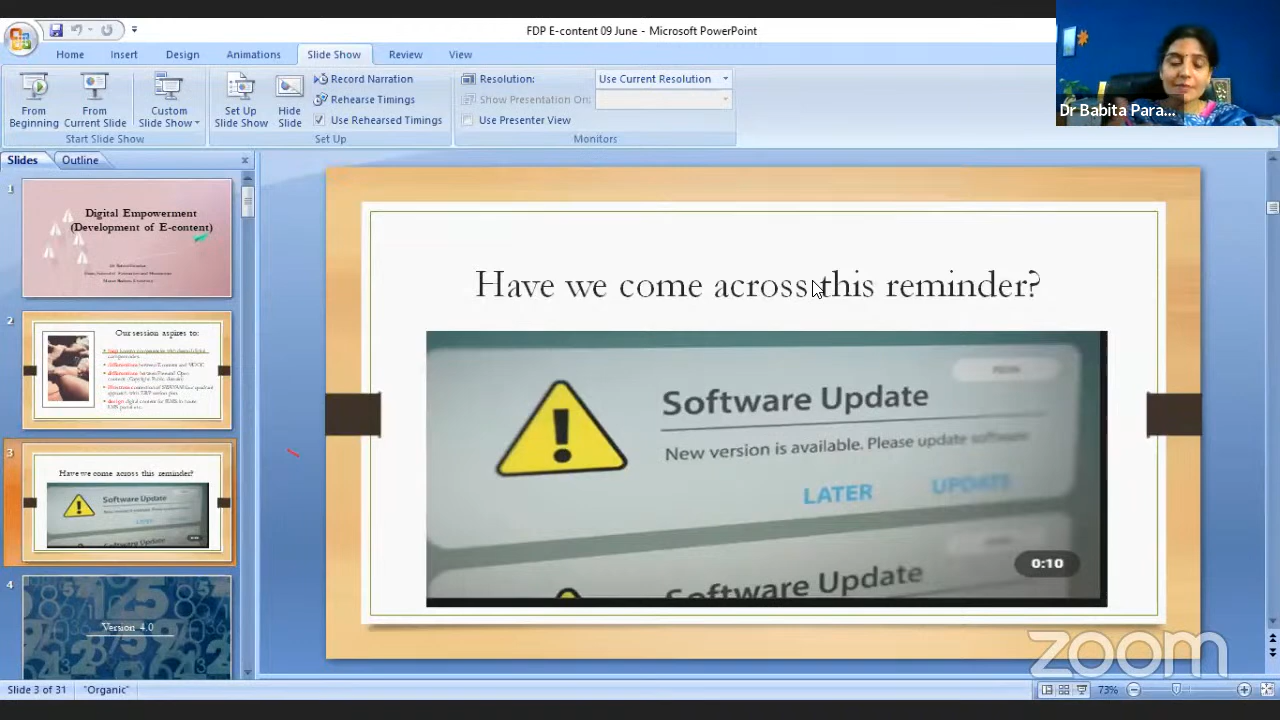 FDP E-content 09 June - Microsoft PowerPoint
Home Insert Design Animations Slide Show Review View
From Beginning
From Current Slide
Custom Slide Show
Set Up Slide Show
Hide Slide
Record Narration
Rehearse Timings
Use Rehearsed Timings
Resolution: Use Current Resolution
Show Presentation On:
Use Presenter View
Start Slide Show
Set Up
Monitors
Dr Babita Para...
Slides Outline
1
Digital Empowerment
(Development of E-content)
2
Our session aspires to:
3
Have we come across this reminder?
Software Update
4
Version 4.0
Have we come across this reminder?
Software Update
New version is available. Please update software
LATER UPDATE
Software Update
0:10
zoom
Slide 3 of 31 "Organic" 73%